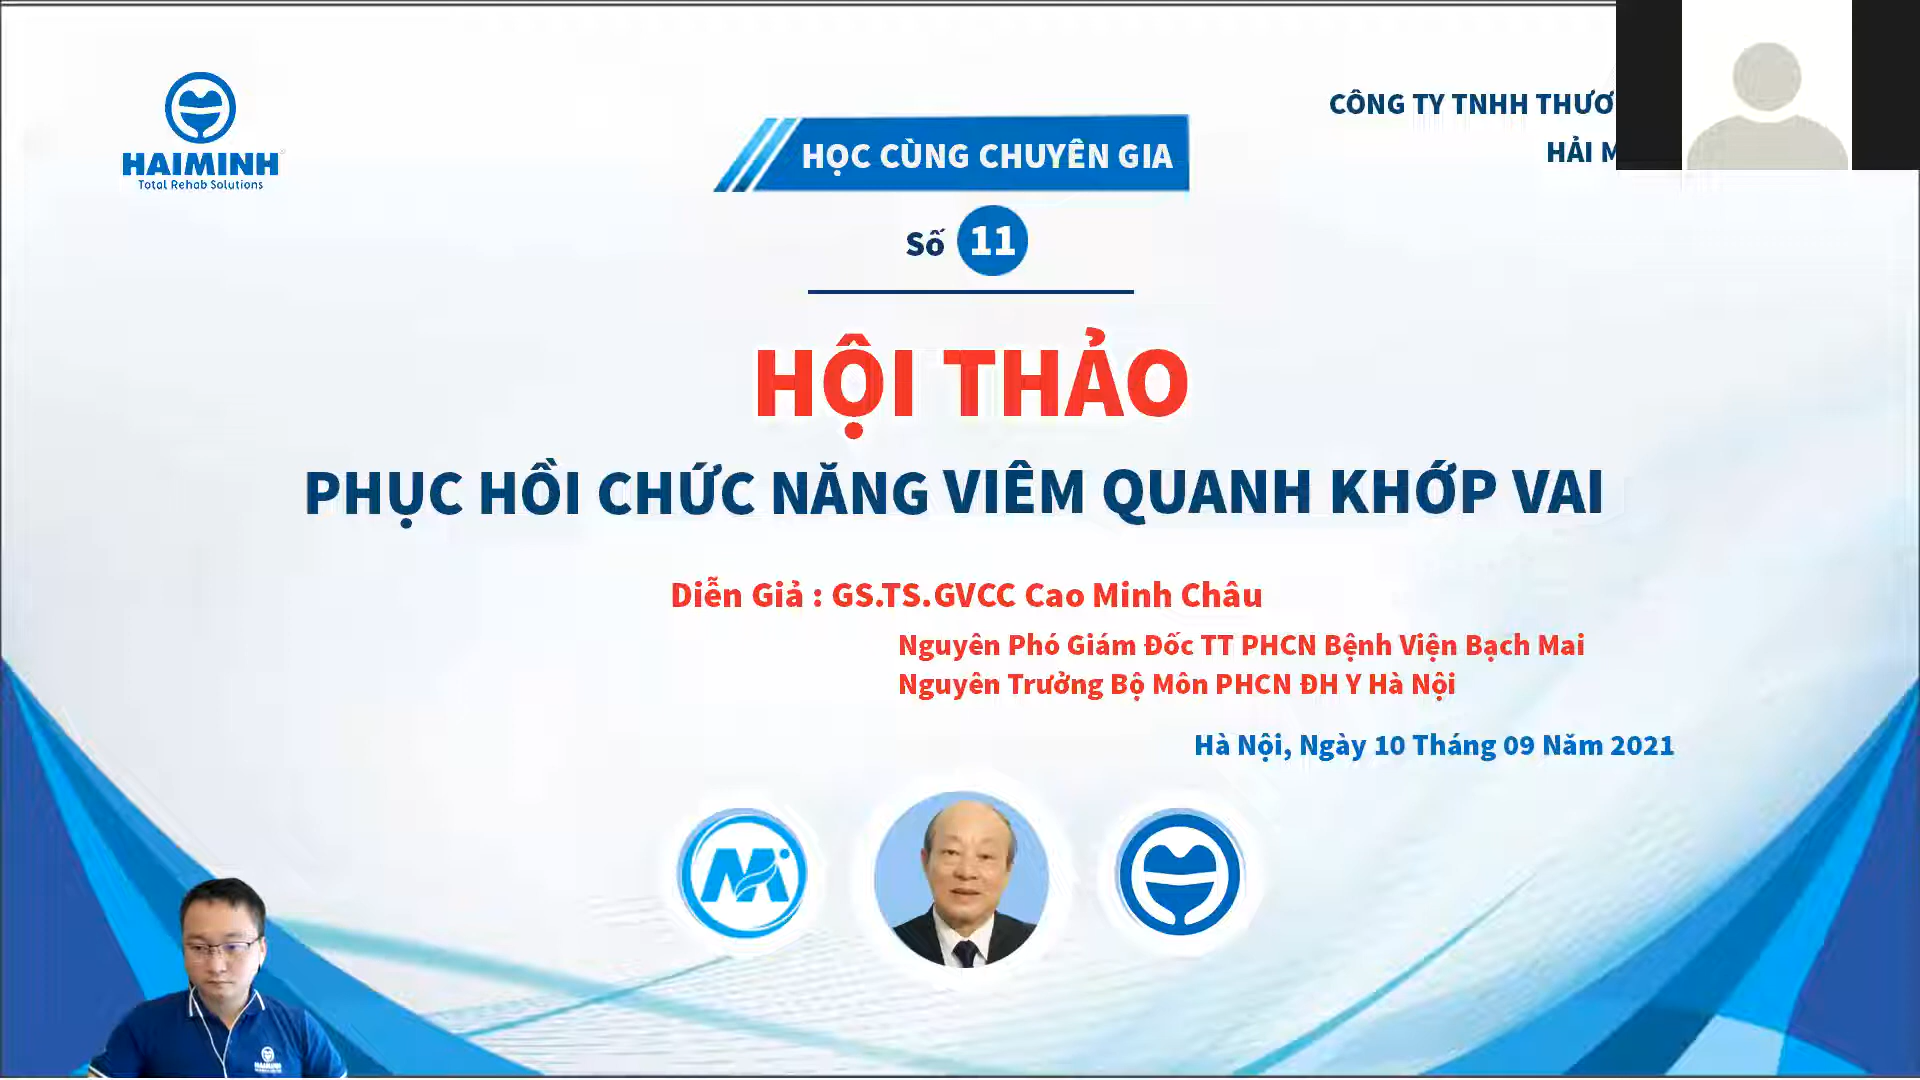 HAIMINH
Total Rehab Solutions
CÔNG TY TNHH
HẢI
HỌC CÙNG CHUYÊN GIA
Số 11
HỘI THẢO
PHỤC HỒI CHỨC NĂNG VIÊM QUANH KHỚP VAI
Diễn Giả : GS.TS.GVCC Cao Minh Châu
Nguyên Phó Giám Đốc TT PHCN Bệnh Viện Bạch Mai
Nguyên Trưởng Bộ Môn PHCN ĐH Y Hà Nội
Hà Nội, Ngày 10 Tháng 09 Năm 2021
HAIMINH